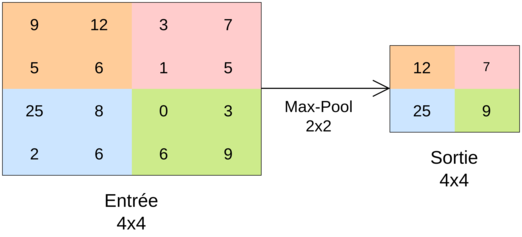 9 12 3 7
5 6 1 5
25 8 0 3
2 6 6 9
Entrée
4x4
Max-Pool
2x2
12 7
25 9
Sortie
4x4